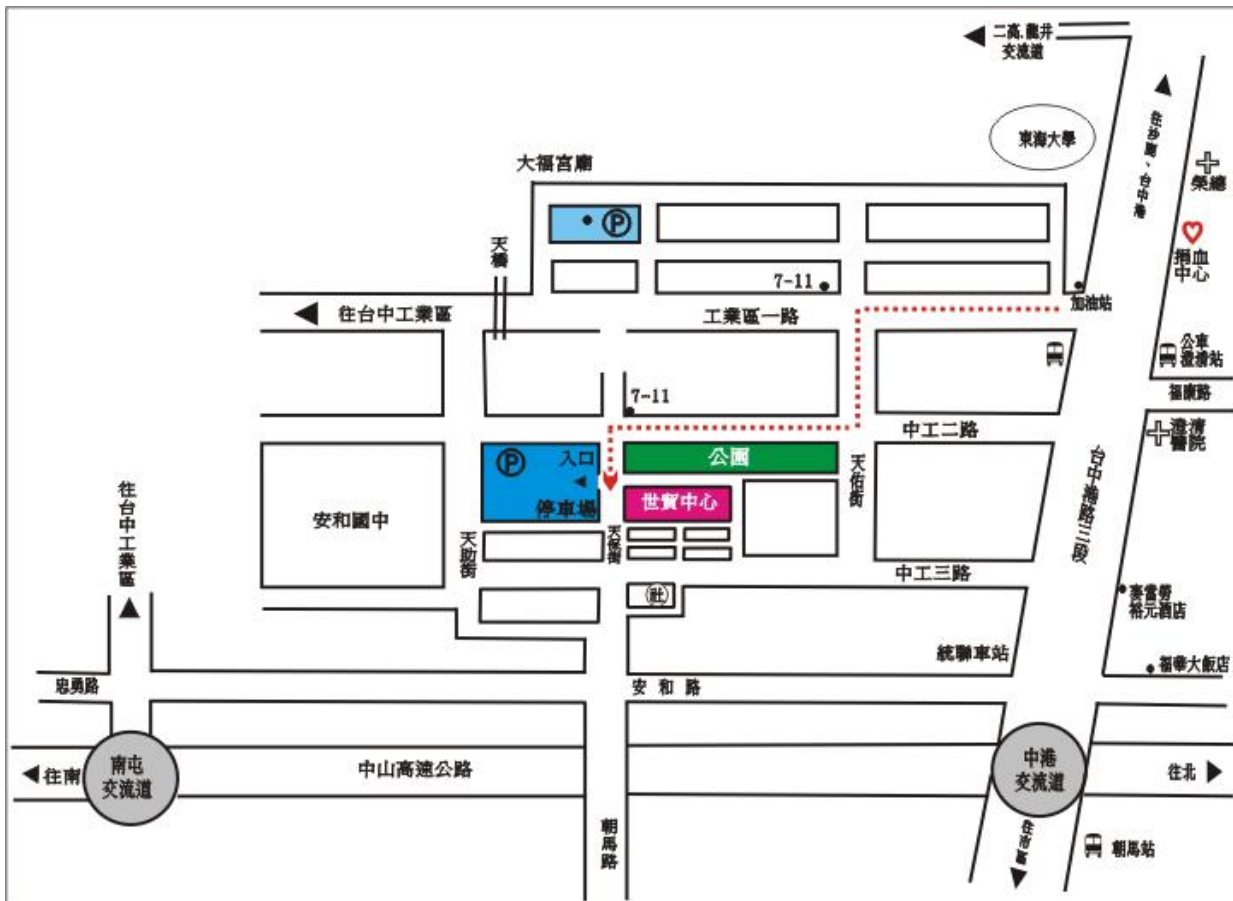 二高.龍井
交流道
往沙鹿、台中港
東海大學
榮總
大福宮廟
P
捐血
中心
天橋
7-11
加油站
往台中工業區
工業區一路
公車
澄清站
福康路
7-11
澄清
醫院
中工二路
P
入口
公園
天佑街
台中港路三段
往台中工業區
停車場
世貿中心
安和國中
天助街
天保街
中工三路
社
麥當勞
裕元酒店
統聯車站
福華大飯店
忠勇路
安和路
南屯
交流道
往南
中山高速公路
中港
交流道
往北
朝馬路
往市區
朝馬站